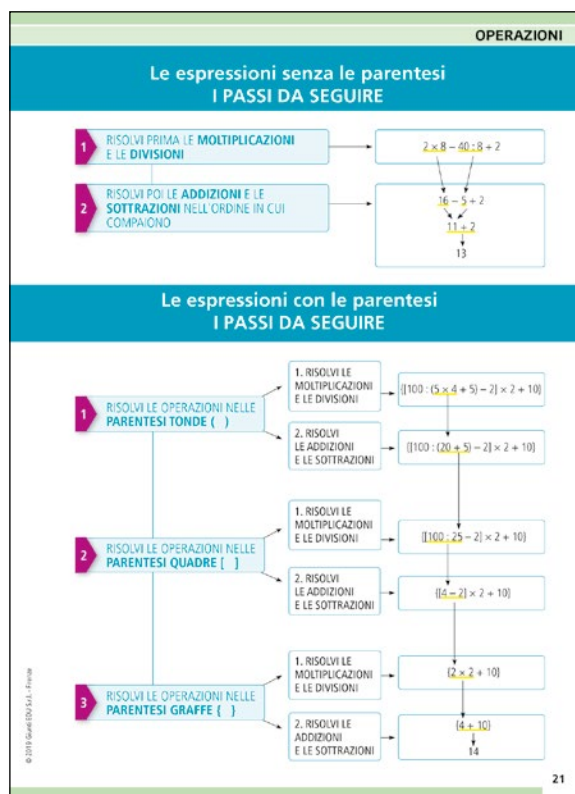 OPERAZIONI
Le espressioni senza le parentesi
I PASSI DA SEGUIRE
1
RISOLVI PRIMA LE MOLTIPLICAZIONI
E LE DIVISIONI
2 × 8 – 40 : 8 + 2
2
RISOLVI POI LE ADDIZIONI E LE
SOTTRAZIONI NELL'ORDINE IN CUI
COMPAIONO
16 – 5 + 2
11 + 2
13
Le espressioni con le parentesi
I PASSI DA SEGUIRE
1
RISOLVI LE OPERAZIONI NELLE
PARENTESI TONDE ( )
1. RISOLVI LE
MOLTIPLICAZIONI
E LE DIVISIONI
{[100 : (5 × 4 + 5) – 2] × 2 + 10}
2. RISOLVI
LE ADDIZIONI
E LE SOTTRAZIONI
{[100 : (20 + 5) – 2] × 2 + 10}
2
RISOLVI LE OPERAZIONI NELLE
PARENTESI QUADRE [ ]
1. RISOLVI LE
MOLTIPLICAZIONI
E LE DIVISIONI
{[100 : 25 – 2] × 2 + 10}
2. RISOLVI
LE ADDIZIONI
E LE SOTTRAZIONI
{[4 – 2] × 2 + 10}
3
RISOLVI LE OPERAZIONI NELLE
PARENTESI GRAFFE { }
1. RISOLVI LE
MOLTIPLICAZIONI
E LE DIVISIONI
{2 × 2 + 10}
2. RISOLVI LE
ADDIZIONI
E LE SOTTRAZIONI
{4 + 10}
14
© 2019 Giunti EDU S.r.l. - Firenze
21